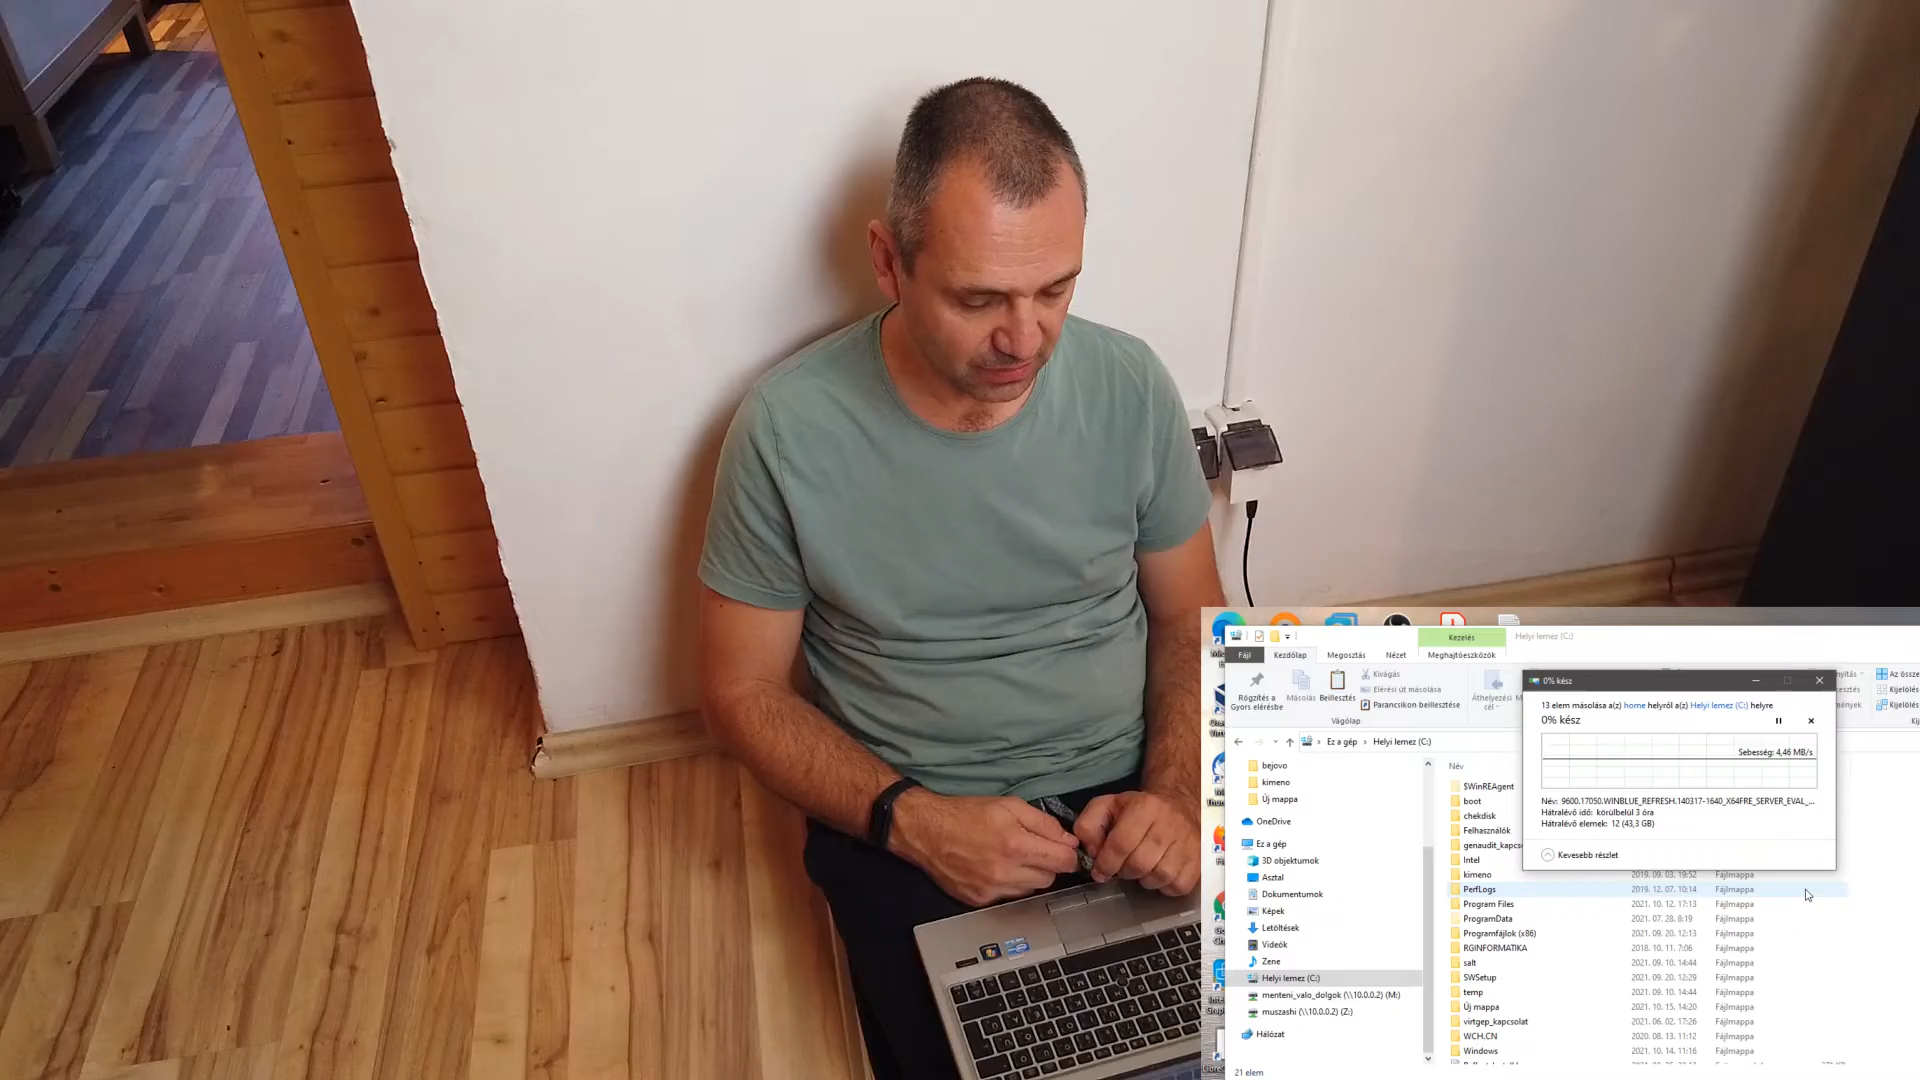 Kezelés
Helyi lemez (C:)
Fájl
Kezdőlap
Megosztás
Nézet
Meghajtóeszközök
Rögzítés a
Gyors elérésbe
Másolás
Beillesztés
Kivágás
Elérési út másolása
Parancsikon beillesztése
Vágólap
Áthelyezési
cél
Az össze
Kijelölés
Kijelölés
0% kész
13 elem másolása a(z) home helyről a(z) Helyi lemez (C:) helyre
0% kész
Sebesség: 4,46 MB/s
Név: 9600.17050.WINBLUE_REFRESH.140317-1640_X64FRE_SERVER_EVAL_...
Hátralévő idő: körülbelül 3 óra
Hátralévő elemek: 12 (43,3 GB)
Kevesebb részlet
Ez a gép
Helyi lemez (C:)
bejovo
kimeno
Új mappa
OneDrive
Ez a gép
3D objektumok
Asztal
Dokumentumok
Képek
Letöltések
Videók
Zene
Helyi lemez (C:)
menteni_valo_dolgok (\\10.0.0.2) (M:)
muszashi (\\10.0.0.2) (Z:)
Hálózat
Név
$WinREAgent
boot
chekdisk
Felhasználók
genaudit_kapcso
Intel
kimeno 2019. 09. 03. 19:52 Fájlmappa
PerfLogs 2019. 12. 07. 10:14 Fájlmappa
Program Files 2021. 10. 12. 17:13 Fájlmappa
ProgramData 2021. 07. 28. 8:19 Fájlmappa
Programfájlok (x86) 2021. 09. 20. 12:13 Fájlmappa
RGINFORMATIKA 2018. 10. 11. 7:06 Fájlmappa
salt 2021. 09. 10. 14:44 Fájlmappa
SWSetup 2021. 09. 20. 12:29 Fájlmappa
temp 2021. 09. 10. 14:44 Fájlmappa
Új mappa 2021. 10. 15. 14:20 Fájlmappa
virtgep_kapcsolat 2021. 06. 02. 17:26 Fájlmappa
WCH.CN 2020. 08. 13. 11:12 Fájlmappa
Windows 2021. 10. 14. 11:16 Fájlmappa
21 elem